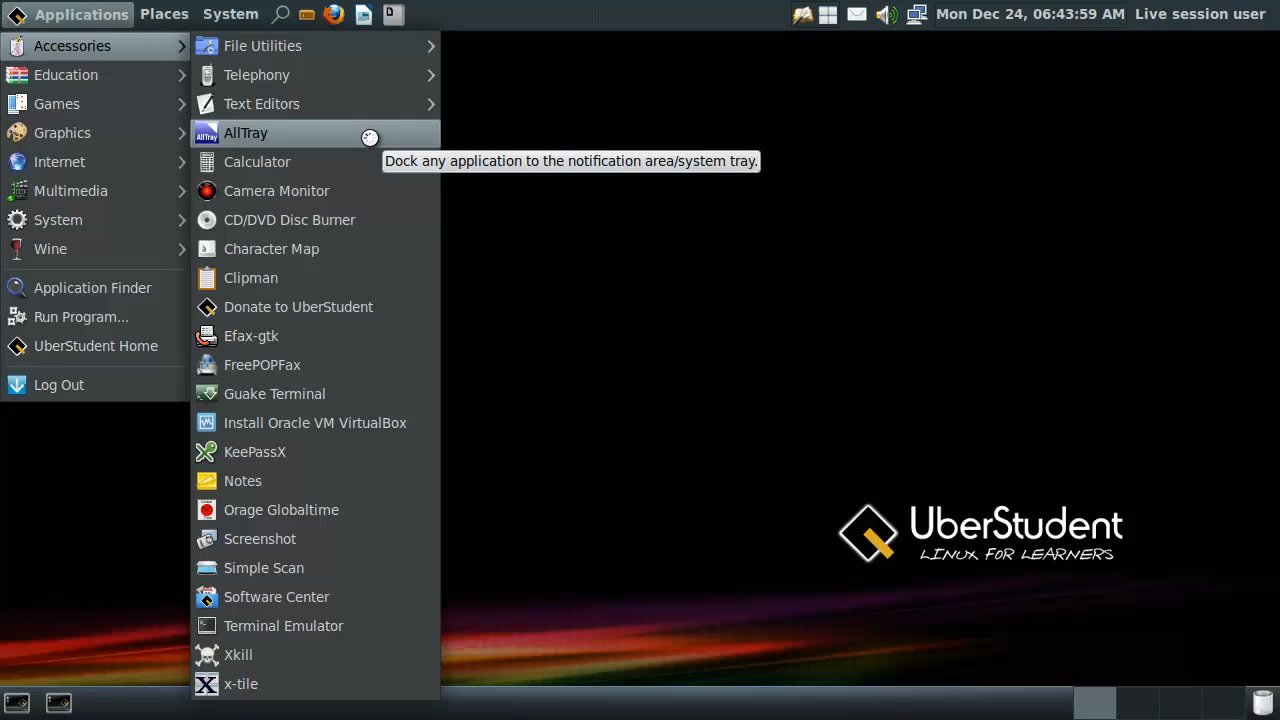 Applications Places System Mon Dec 24, 06:43:59 AM Live session user
Accessories
Education
Games
Graphics
Internet
Multimedia
System
Wine
Application Finder
Run Program...
UberStudent Home
Log Out
File Utilities
Telephony
Text Editors
AllTray
Dock any application to the notification area/system tray.
Calculator
Camera Monitor
CD/DVD Disc Burner
Character Map
Clipman
Donate to UberStudent
Efax-gtk
FreePOPFax
Guake Terminal
Install Oracle VM VirtualBox
KeePassX
Notes
Orage Globaltime
Screenshot
Simple Scan
Software Center
Terminal Emulator
Xkill
x-tile
UberStudent
LINUX FOR LEARNERS